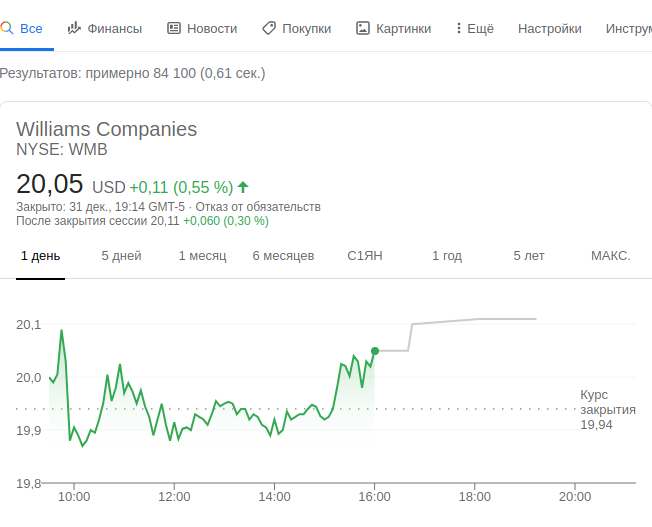 Все Финансы Новости Покупки Картинки Ещё Настройки Инструм
Результатов: примерно 84 100 (0,61 сек.)
Williams Companies
NYSE: WMB
20,05 USD +0,11 (0,55 %)
Закрыто: 31 дек., 19:14 GMT-5 · Отказ от обязательств
После закрытия сессии 20,11 +0,060 (0,30 %)
1 день 5 дней 1 месяц 6 месяцев С1ЯН 1 год 5 лет МАКС.
20,1
20,0
Курс
закрытия
19,94
19,9
19,8
10:00 12:00 14:00 16:00 18:00 20:00